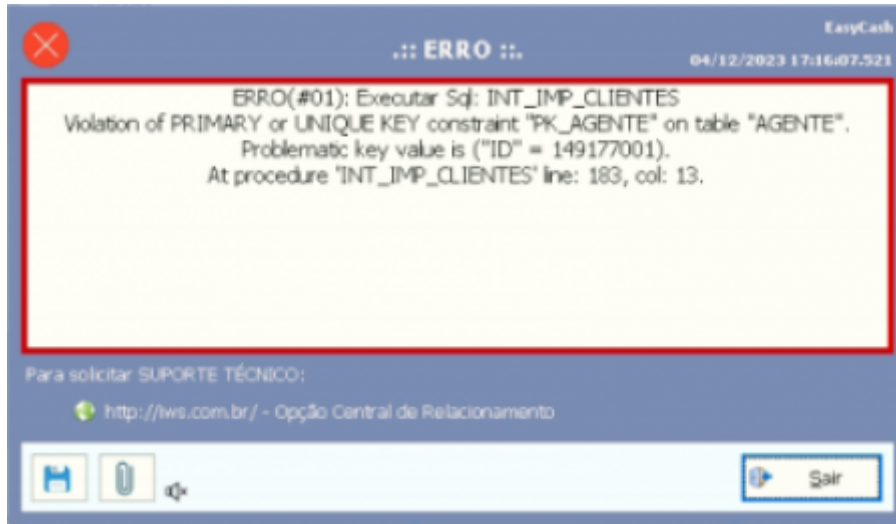 EasyCash
.:: ERRO ::.
04/12/2023 17:16:07.521
ERRO(#01): Executar Sql: INT_IMP_CLIENTES
Violation of PRIMARY or UNIQUE KEY constraint "PK_AGENTE" on table "AGENTE".
Problematic key value is ("ID" = 149177001).
At procedure 'INT_IMP_CLIENTES' line: 183, col: 13.
Para solicitar SUPORTE TÉCNICO:
http://iws.com.br/ - Opção Central de Relacionamento
Sair